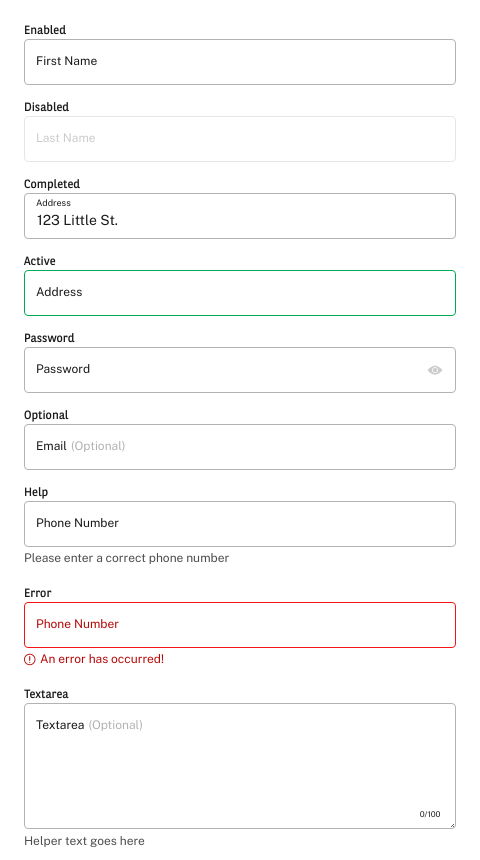 Enabled
First Name
Disabled
Last Name
Completed
Address
123 Little St.
Active
Address
Password
Password
Optional
Email (Optional)
Help
Phone Number
Please enter a correct phone number
Error
Phone Number
An error has occurred!
Textarea
Textarea (Optional)
0/100
Helper text goes here